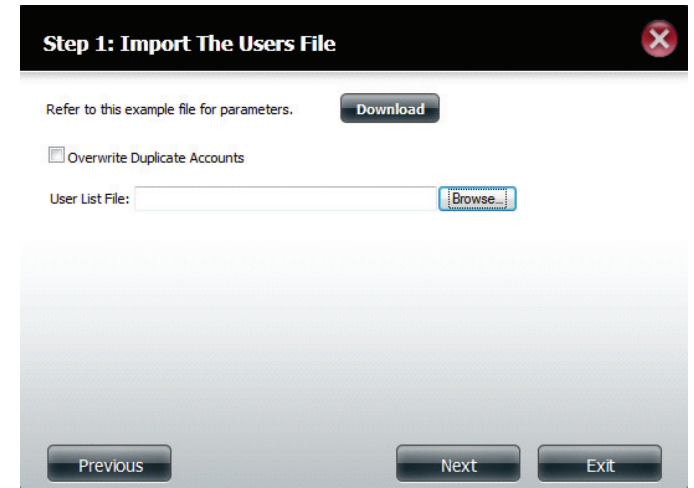 Step 1: Import The Users File
Refer to this example file for parameters. Download
Overwrite Duplicate Accounts
User List File: Browse...
Previous Next Exit